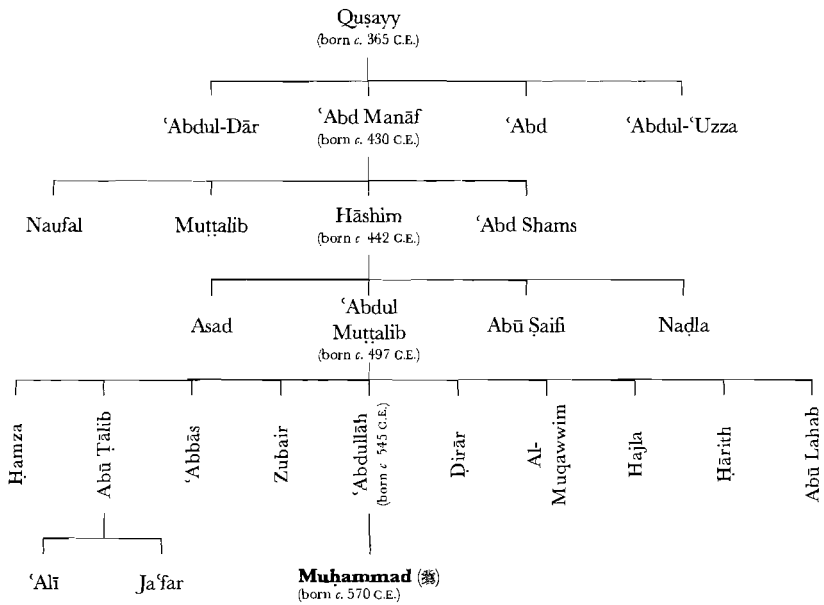 Quṣayy
(born c. 365 C.E.)
ʿAbdul-Dār
ʿAbd Manāf
(born c. 430 C.E.)
ʿAbd
ʿAbdul-ʿUzza
Naufal
Muṭṭalib
Hāshim
(born c 442 C.E.)
ʿAbd Shams
Asad
ʿAbdul
Muṭṭalib
(born c. 497 C.E.)
Abū Ṣaifi
Naḍla
Ḥamza
Abū Ṭālib
ʿAbbās
Zubair
ʿAbdullāh
(born c 545 C.E.)
Ḍirār
Al-
Muqawwim
Hajla
Ḥārith
Abū Lahab
ʿAlī
Jaʿfar
Muḥammad (ﷺ)
(born c. 570 C.E.)